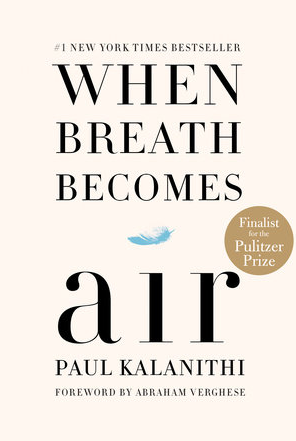 #1 NEW YORK TIMES BESTSELLER
WHEN
BREATH
BECOMES
Finalist
for the
Pulitzer
Prize
aır
PAUL KALANITHI
FOREWORD BY ABRAHAM VERGHESE